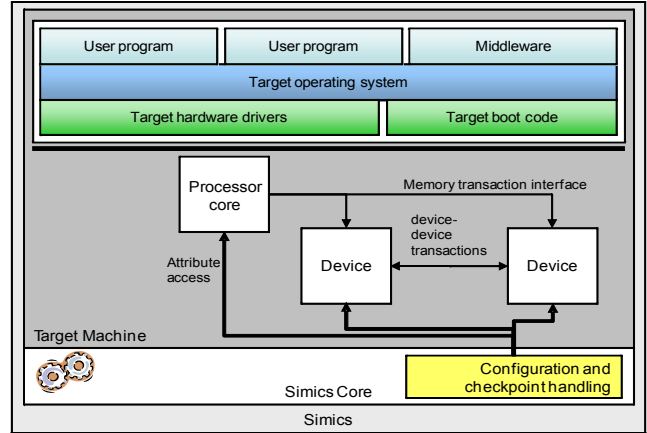 User program
User program
Middleware
Target operating system
Target hardware drivers
Target boot code
Processor
core
Memory transaction interface
device-
device
transactions
Attribute
access
Device
Device
Target Machine
Configuration and
checkpoint handling
Simics Core
Simics